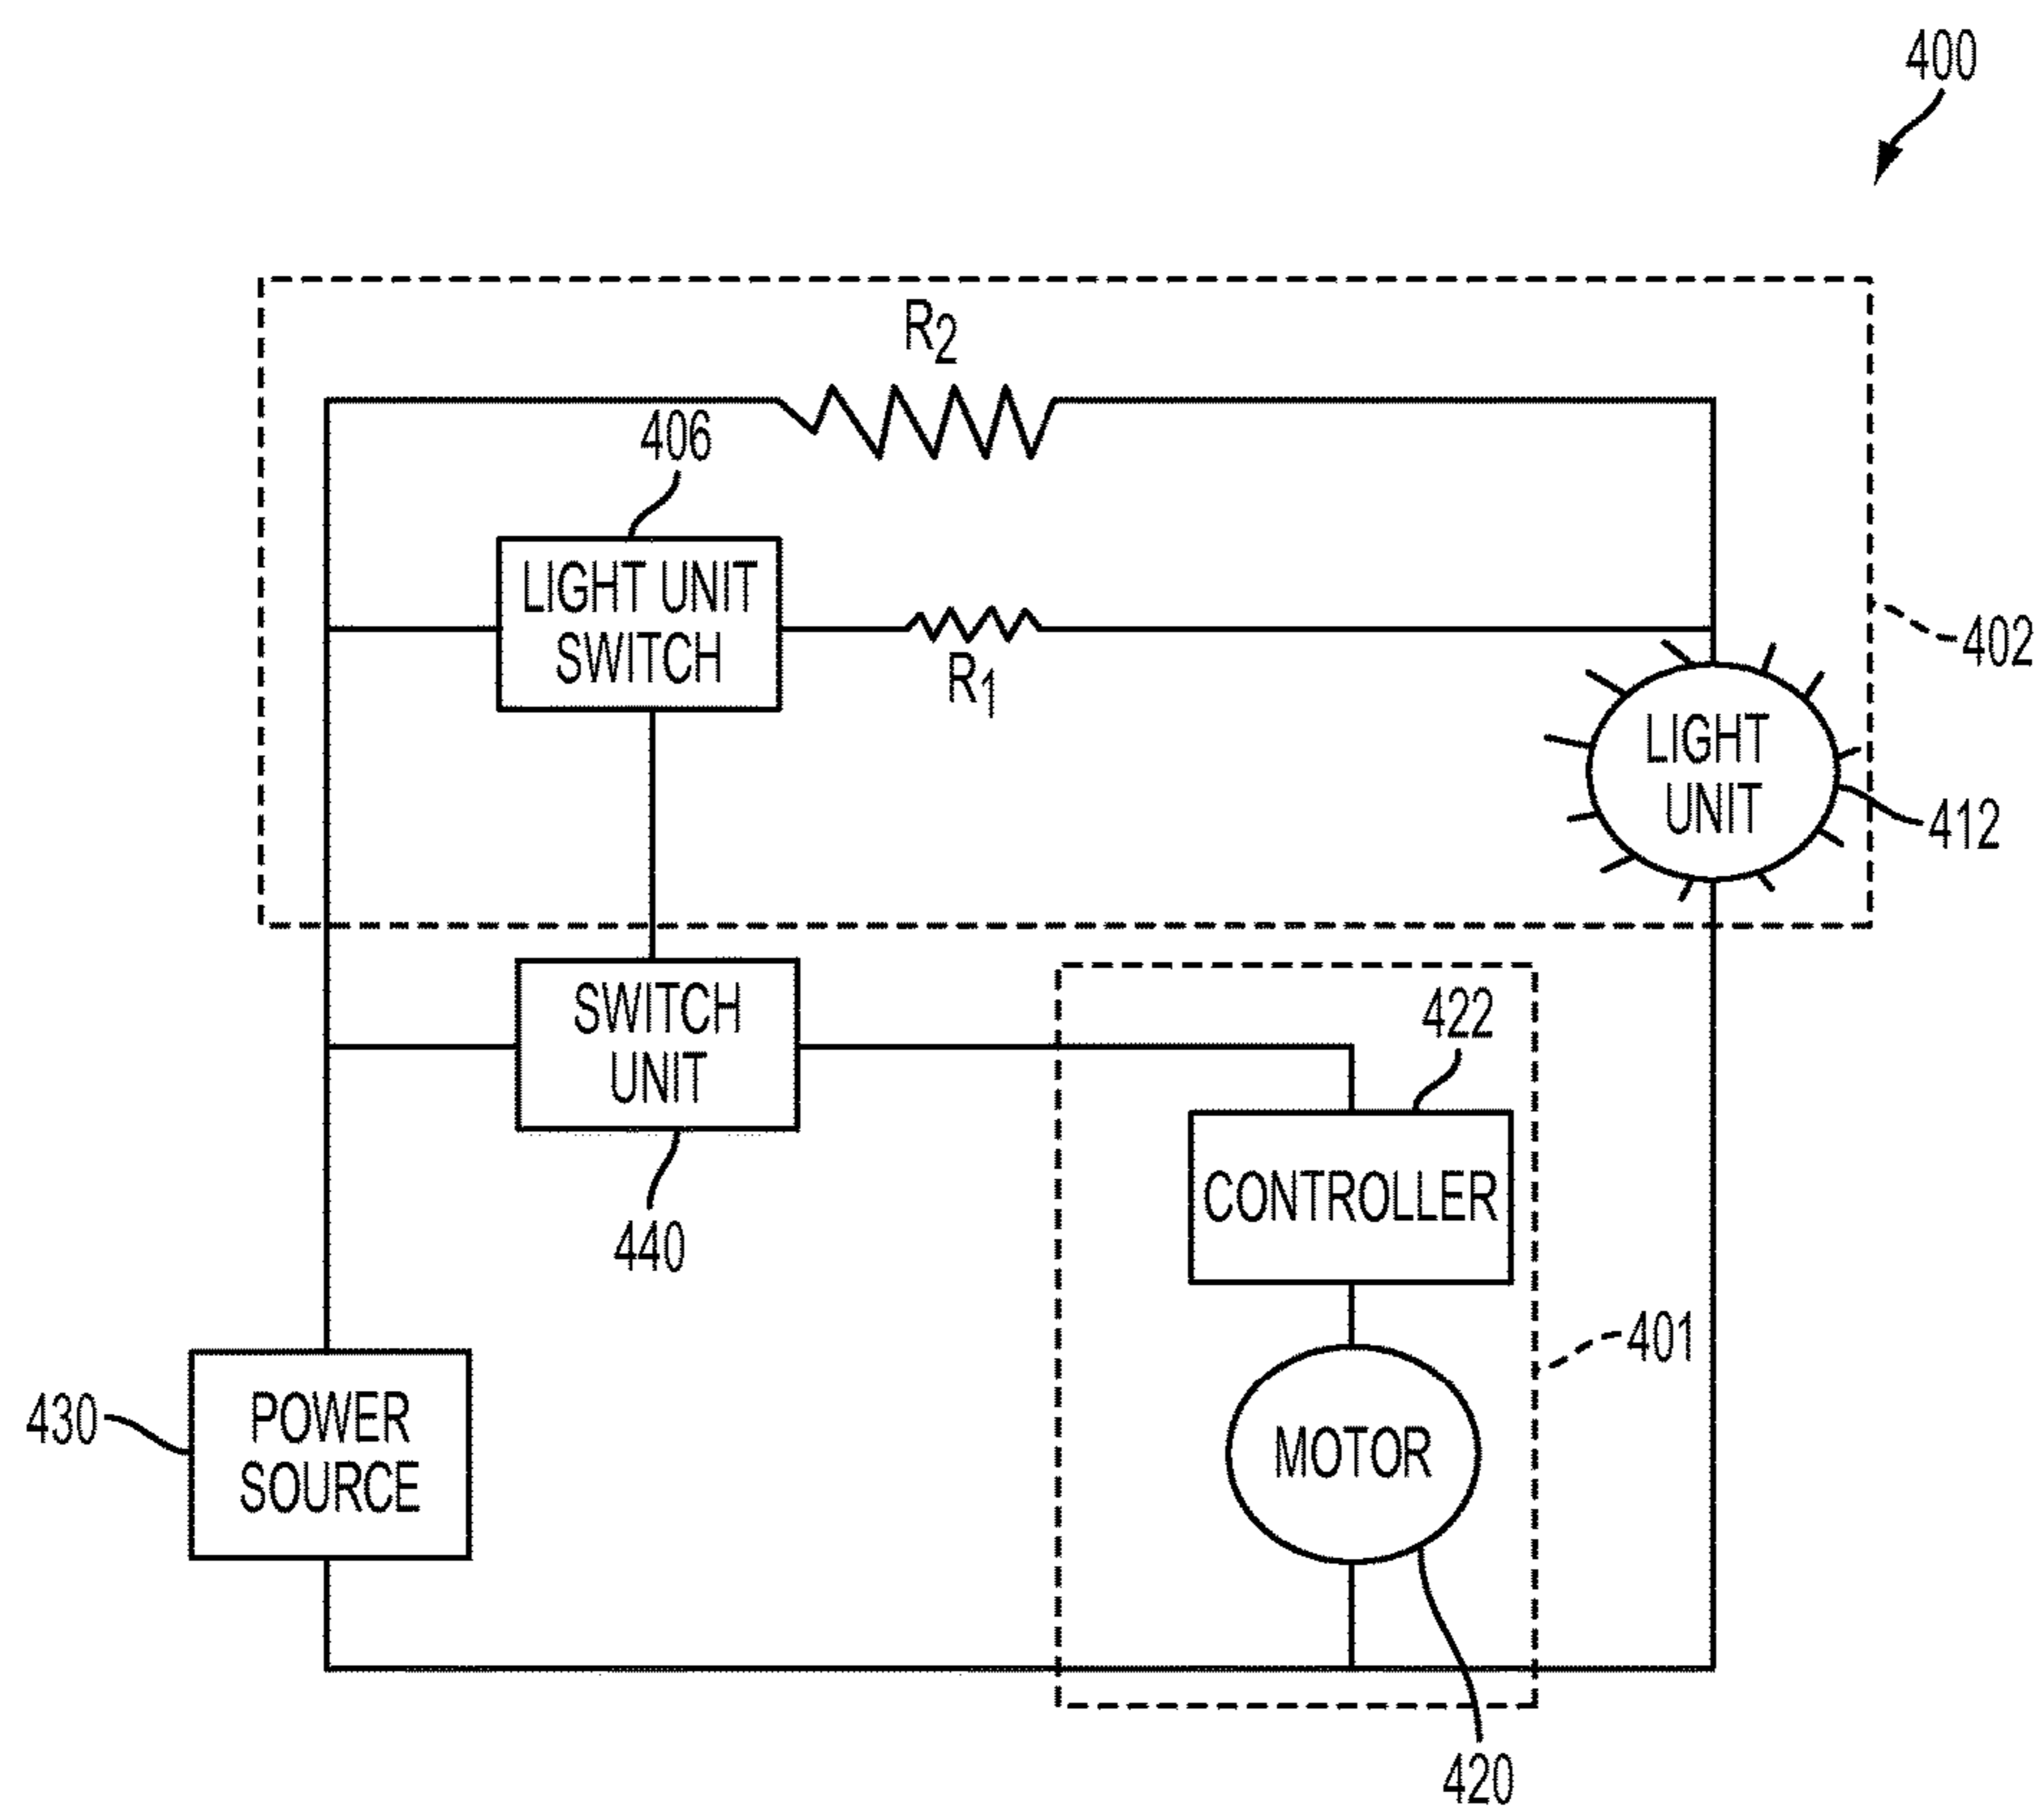 400
R2
406
LIGHT UNIT
SWITCH
R1
402
LIGHT
UNIT
412
SWITCH
UNIT
422
440
CONTROLLER
401
430
POWER
SOURCE
MOTOR
420